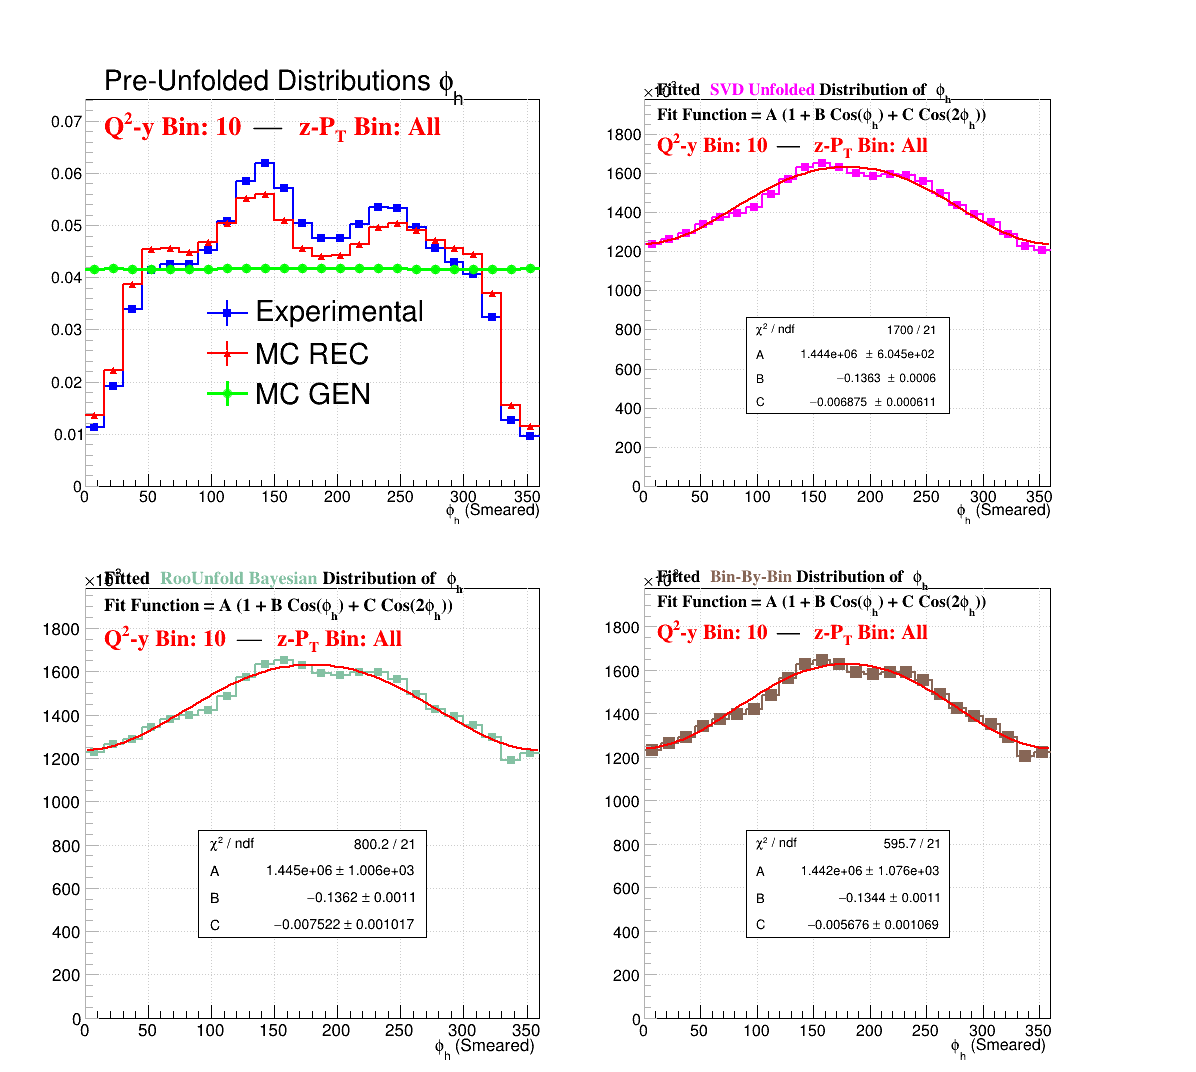 Pre-Unfolded Distributions ϕh
Q2-y Bin: 10 — z-PT Bin: All
0.07
0.06
0.05
0.04
0.03
0.02
0.01
0
Experimental
MC REC
MC GEN
0 50 100 150 200 250 300 350
ϕh (Smeared)
Fitted SVD Unfolded Distribution of ϕh
Fit Function = A (1 + B Cos(ϕh) + C Cos(2ϕh))
Q2-y Bin: 10 — z-PT Bin: All
1800
1600
1400
1200
1000
800
600
400
200
0
χ2 / ndf 1700 / 21
A 1.444e+06 ± 6.045e+02
B −0.1363 ± 0.0006
C −0.006875 ± 0.000611
0 50 100 150 200 250 300 350
ϕh (Smeared)
Fitted RooUnfold Bayesian Distribution of ϕh
Fit Function = A (1 + B Cos(ϕh) + C Cos(2ϕh))
Q2-y Bin: 10 — z-PT Bin: All
1800
1600
1400
1200
1000
800
600
400
200
0
χ2 / ndf 800.2 / 21
A 1.445e+06 ± 1.006e+03
B −0.1362 ± 0.0011
C −0.007522 ± 0.001017
0 50 100 150 200 250 300 350
ϕh (Smeared)
Fitted Bin-By-Bin Distribution of ϕh
Fit Function = A (1 + B Cos(ϕh) + C Cos(2ϕh))
Q2-y Bin: 10 — z-PT Bin: All
1800
1600
1400
1200
1000
800
600
400
200
0
χ2 / ndf 595.7 / 21
A 1.442e+06 ± 1.076e+03
B −0.1344 ± 0.0011
C −0.005676 ± 0.001069
0 50 100 150 200 250 300 350
ϕh (Smeared)